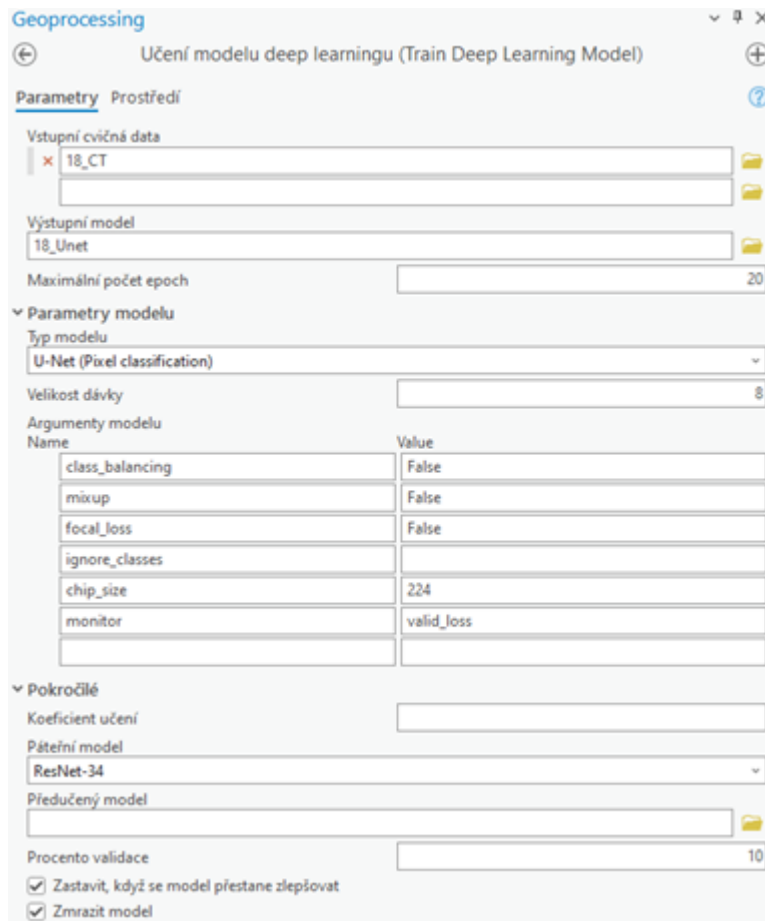 Geoprocessing
Učení modelu deep learningu (Train Deep Learning Model)
Parametry Prostředí
Vstupní cvičná data
18_CT
Výstupní model
18_Unet
Maximální počet epoch 20
Parametry modelu
Typ modelu
U-Net (Pixel classification)
Velikost dávky 8
Argumenty modelu
Name Value
class_balancing False
mixup False
focal_loss False
ignore_classes
chip_size 224
monitor valid_loss
Pokročilé
Koeficient učení
Páteřní model
ResNet-34
Předučený model
Procento validace 10
Zastavit, když se model přestane zlepšovat
Zmrazit model